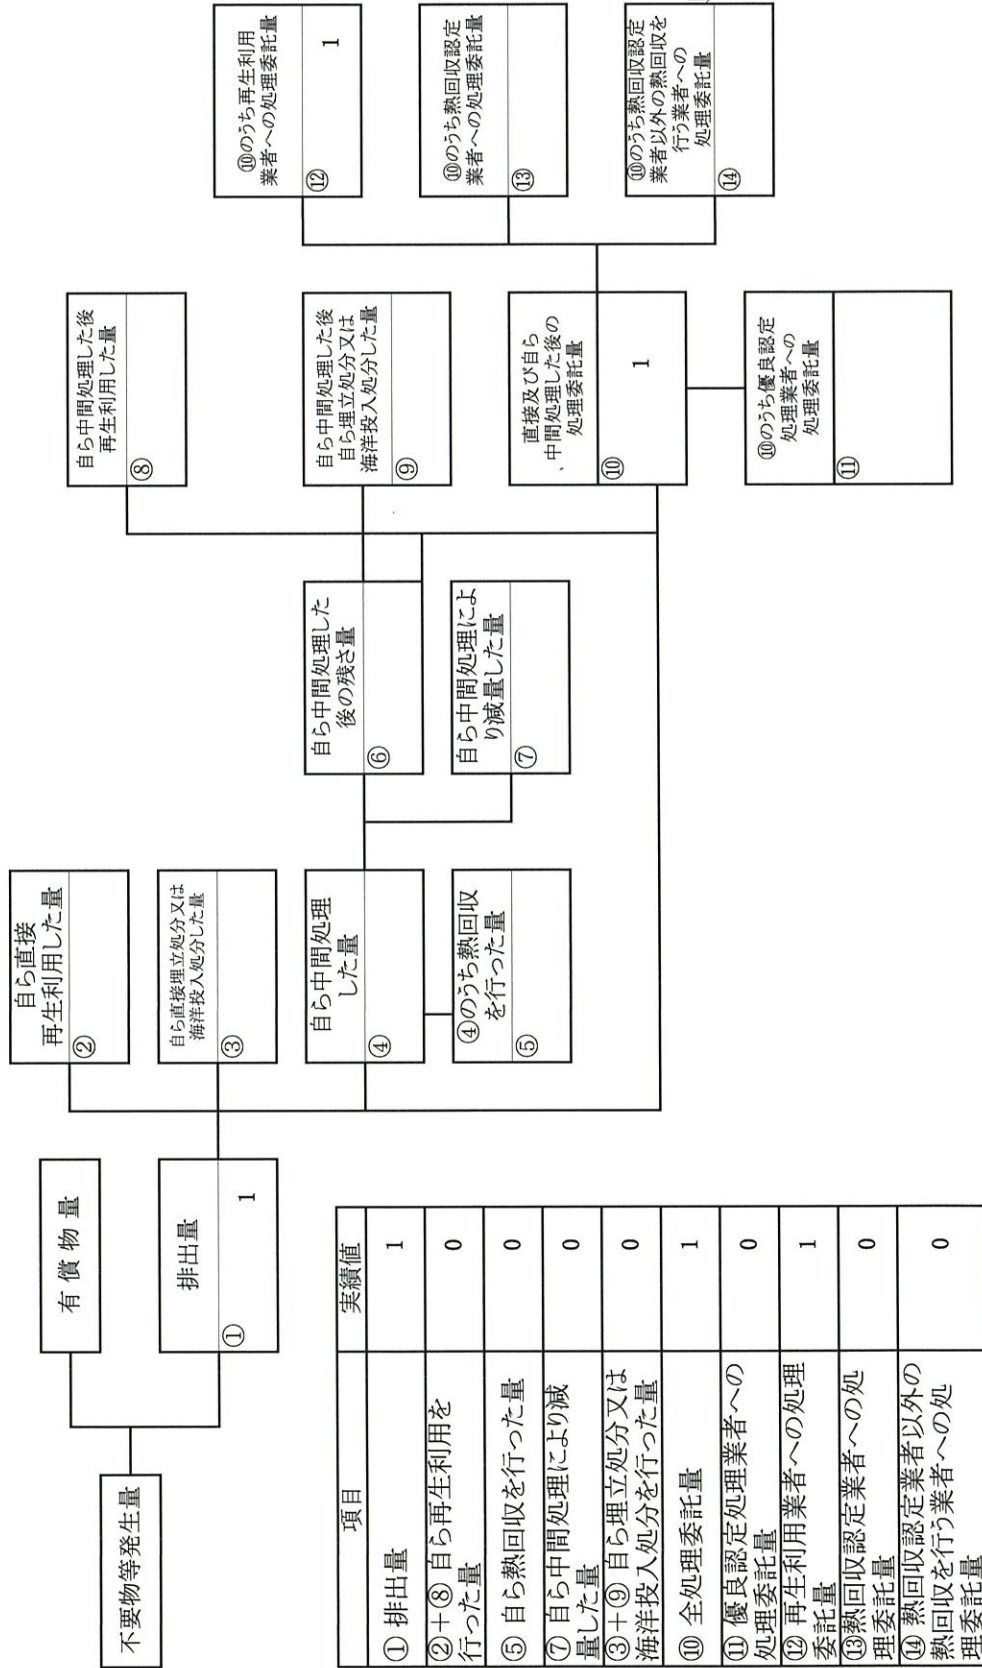 不要物等発生量
有 償 物 量
排出量
①
1
自ら直接
再生利用した量
②
自ら直接埋立処分又は
海洋投入処分した量
③
自ら中間処理
した量
④
④のうち熱回収
を行った量
⑤
自ら中間処理した
後の残さ量
⑥
自ら中間処理によ
り減量した量
⑦
自ら中間処理した後
再生利用した量
⑧
自ら中間処理した後
自ら埋立処分又は
海洋投入処分した量
⑨
直接及び自ら
中間処理した後の
、
処理委託量
⑩
1
⑩のうち優良認定
処理業者への
処理委託量
⑪
⑩のうち再生利用
業者への処理委託量
⑫
1
⑩のうち熱回収認定
業者への処理委託量
⑬
⑩のうち熱回収認定
業者以外の熱回収を
行う業者への
処理委託量
⑭
項目
実績値
① 排出量
1
②+⑧ 自ら再生利用を
行った量
0
⑤ 自ら熱回収を行った量
0
⑦ 自ら中間処理により減
量した量
0
③+⑨ 自ら埋立処分又は
海洋投入処分を行った量
0
⑩ 全処理委託量
1
⑪ 優良認定処理業者への
処理委託量
0
⑫ 再生利用業者への処理
委託量
1
⑬熱回収認定業者への処
理委託量
0
⑭ 熱回収認定業者以外の
熱回収を行う業者への処
理委託量
0